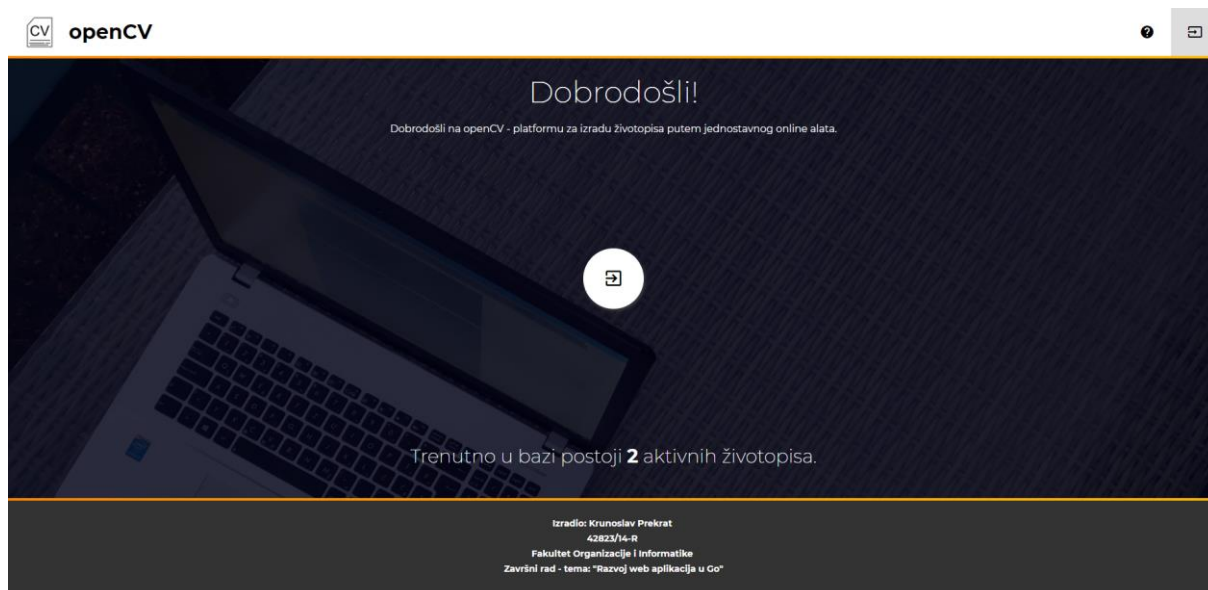 CV
openCV
Dobrodošli!
Dobrodošli na openCV - platformu za izradu životopisa putem jednostavnog online alata.
Trenutno u bazi postoji 2 aktivnih životopisa.
Izradio: Krunoslav Prekrat
42823/14-R
Fakultet Organizacije i Informatike
Završni rad - tema: "Razvoj web aplikacija u Go"